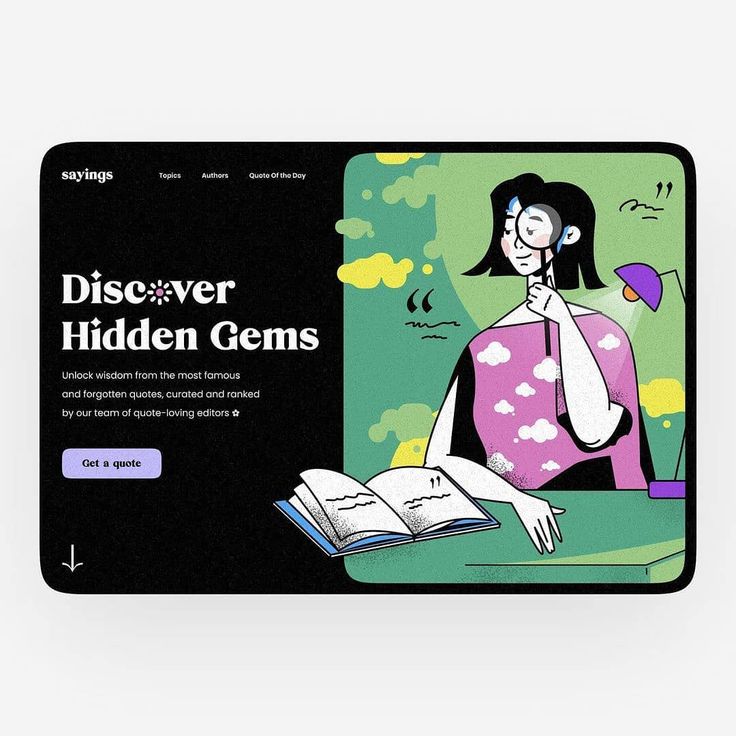 sayings
Topics Authors Quote Of the Day
Discover
Hidden Gems
Unlock wisdom from the most famous
and forgotten quotes, curated and ranked
by our team of quote-loving editors ✿
Get a quote